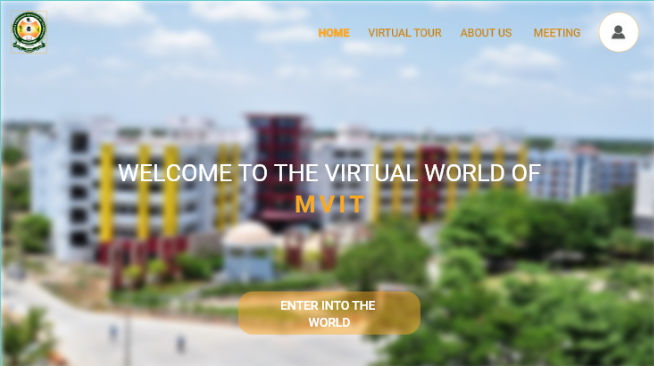 HOME VIRTUAL TOUR ABOUT US MEETING
WELCOME TO THE VIRTUAL WORLD OF
MVIT
ENTER INTO THE
WORLD